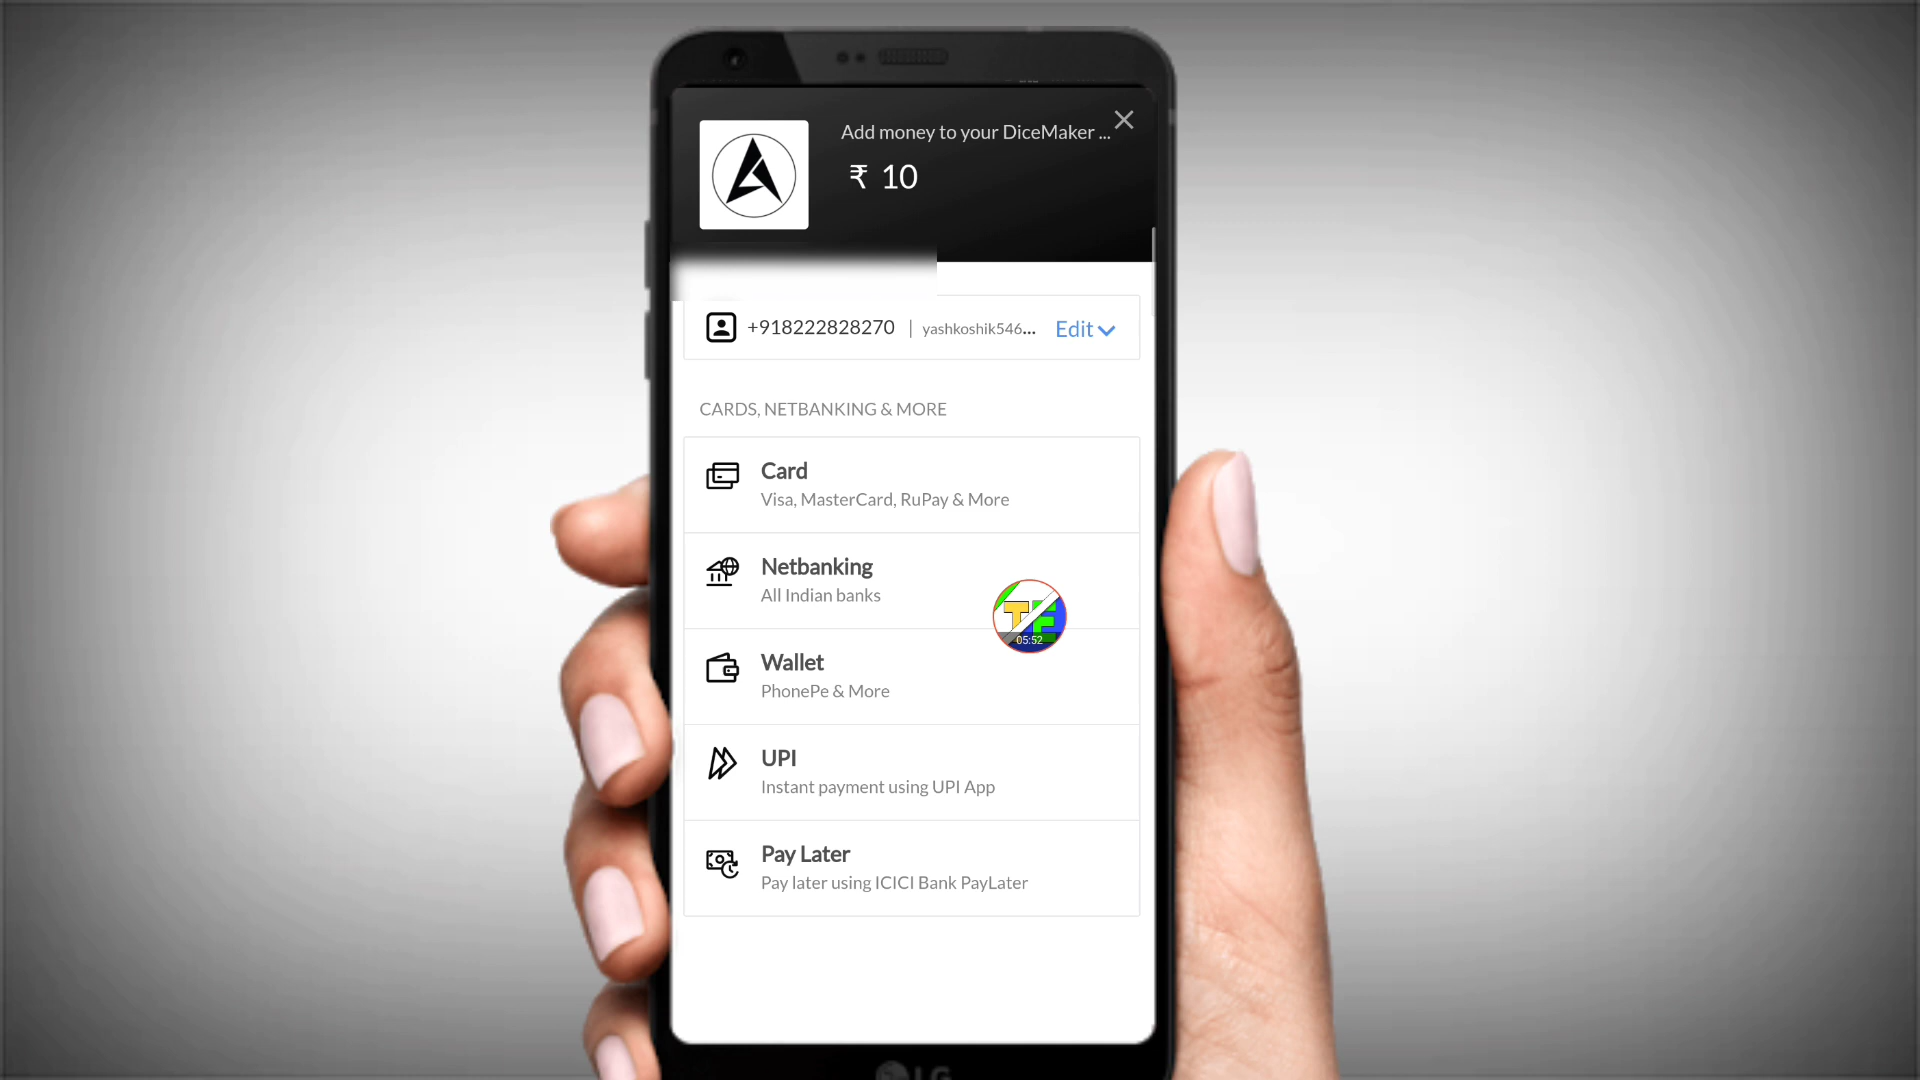 Add money to your DiceMaker ...
₹ 10
+918222828270 | yashkoshik546...
Edit
CARDS, NETBANKING & MORE
Card
Visa, MasterCard, RuPay & More
Netbanking
All Indian banks
TE
05:52
Wallet
PhonePe & More
UPI
Instant payment using UPI App
Pay Later
Pay later using ICICI Bank PayLater
LG